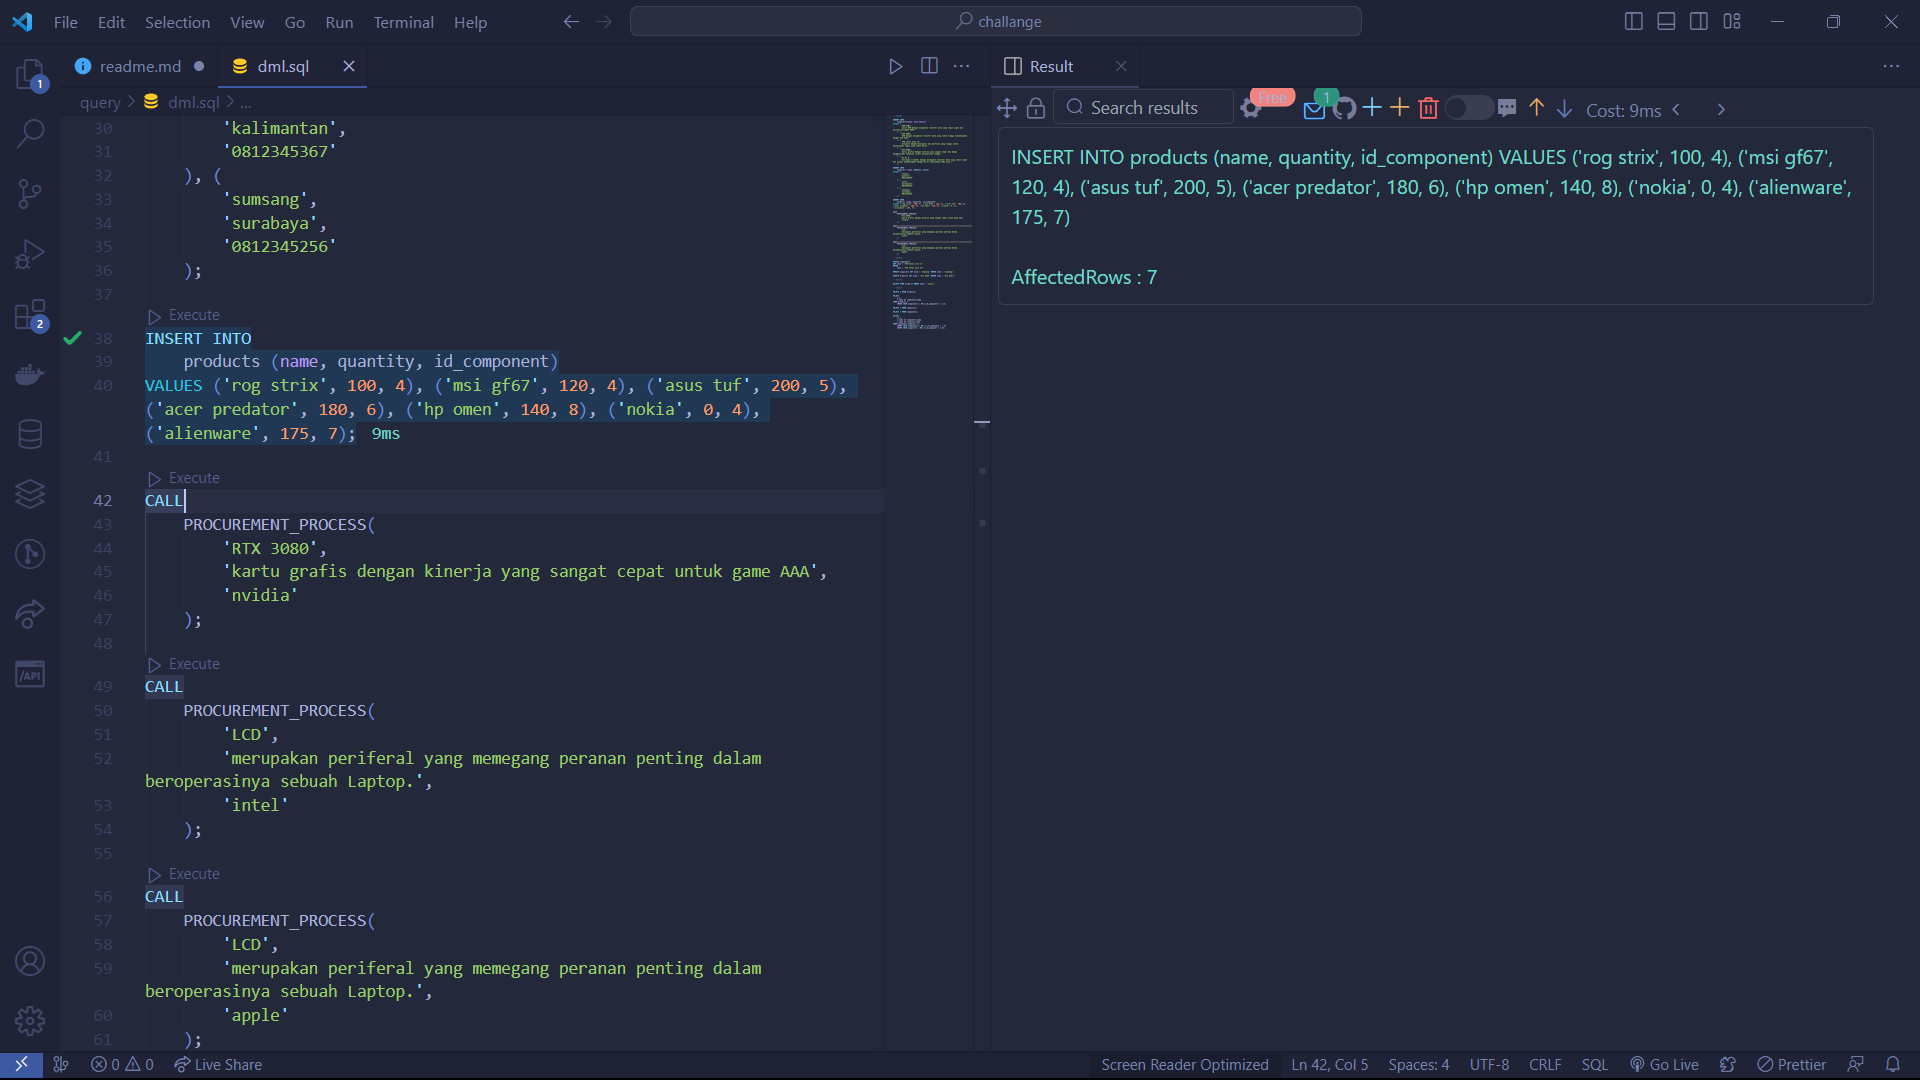 File Edit Selection View Go Run Terminal Help
challange
readme.md
dml.sql
Result
query > dml.sql > ...
Search results
Free
1
Cost: 9ms
1
2
30 'kalimantan',
31 '0812345367'
32 ), (
33 'sumsang',
34 'surabaya',
35 '0812345256'
36 );
37
Execute
38 INSERT INTO
39 products (name, quantity, id_component)
40 VALUES ('rog strix', 100, 4), ('msi gf67', 120, 4), ('asus tuf', 200, 5),
('acer predator', 180, 6), ('hp omen', 140, 8), ('nokia', 0, 4),
('alienware', 175, 7); 9ms
41
Execute
42 CALL
43 PROCUREMENT_PROCESS(
44 'RTX 3080',
45 'kartu grafis dengan kinerja yang sangat cepat untuk game AAA',
46 'nvidia'
47 );
48
Execute
49 CALL
50 PROCUREMENT_PROCESS(
51 'LCD',
52 'merupakan periferal yang memegang peranan penting dalam
beroperasinya sebuah Laptop.',
53 'intel'
54 );
55
Execute
56 CALL
57 PROCUREMENT_PROCESS(
58 'LCD',
59 'merupakan periferal yang memegang peranan penting dalam
beroperasinya sebuah Laptop.',
60 'apple'
61 );
INSERT INTO products (name, quantity, id_component) VALUES ('rog strix', 100, 4), ('msi gf67',
120, 4), ('asus tuf', 200, 5), ('acer predator', 180, 6), ('hp omen', 140, 8), ('nokia', 0, 4), ('alienware',
175, 7)
AffectedRows : 7
/API
0 0 Live Share
Screen Reader Optimized Ln 42, Col 5 Spaces: 4 UTF-8 CRLF SQL Go Live Prettier